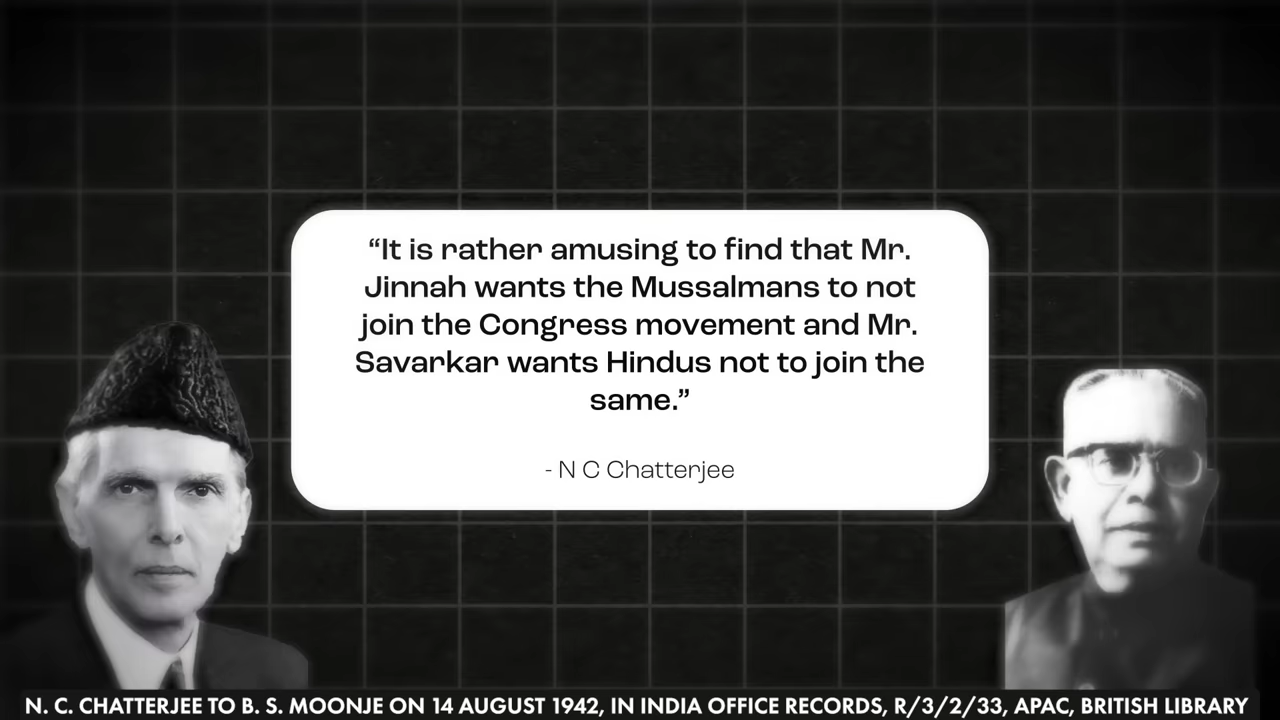 “It is rather amusing to find that Mr.
Jinnah wants the Mussalmans to not
join the Congress movement and Mr.
Savarkar wants Hindus not to join the
same.”
- N C Chatterjee
N. C. CHATTERJEE TO B. S. MOONJE ON 14 AUGUST 1942, IN INDIA OFFICE RECORDS, R/3/2/33, APAC, BRITISH LIBRARY